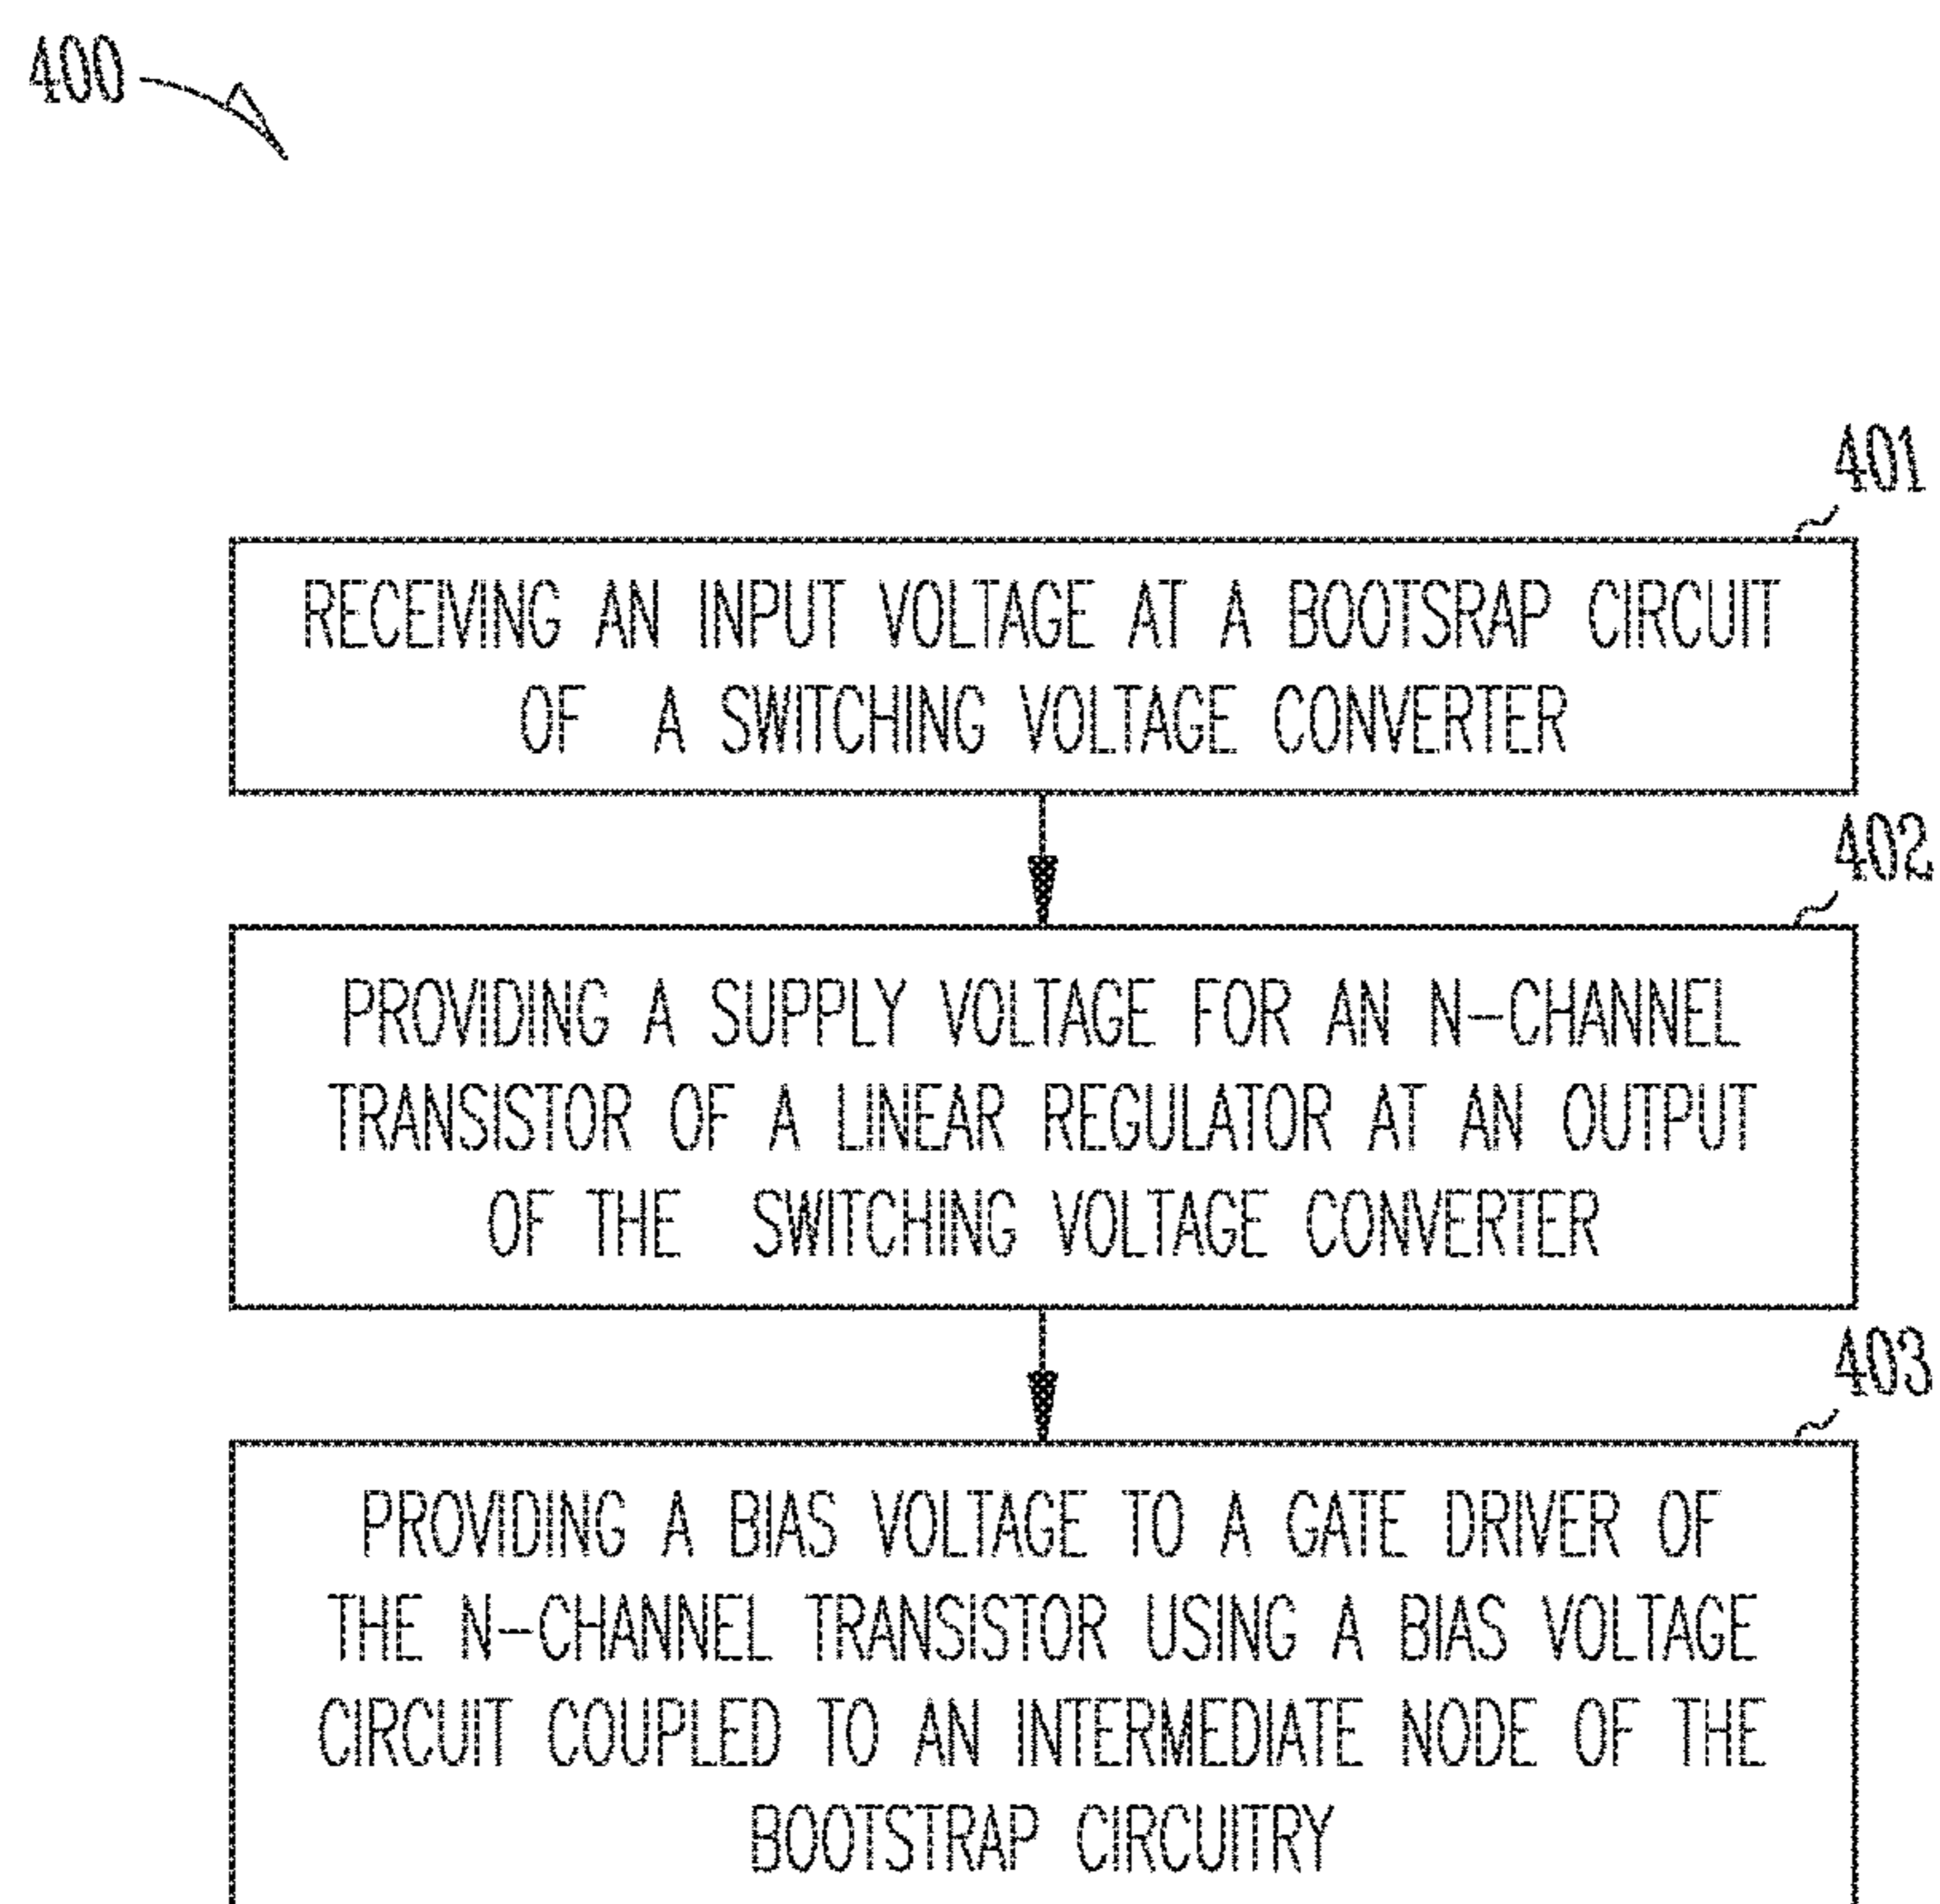 400
401
RECEIVING AN INPUT VOLTAGE AT A BOOTSRAP CIRCUIT
OF A SWITCHING VOLTAGE CONVERTER
402
PROVIDING A SUPPLY VOLTAGE FOR AN N-CHANNEL
TRANSISTOR OF A LINEAR REGULATOR AT AN OUTPUT
OF THE SWITCHING VOLTAGE CONVERTER
403
PROVIDING A BIAS VOLTAGE TO A GATE DRIVER OF
THE N-CHANNEL TRANSISTOR USING A BIAS VOLTAGE
CIRCUIT COUPLED TO AN INTERMEDIATE NODE OF THE
BOOTSTRAP CIRCUITRY